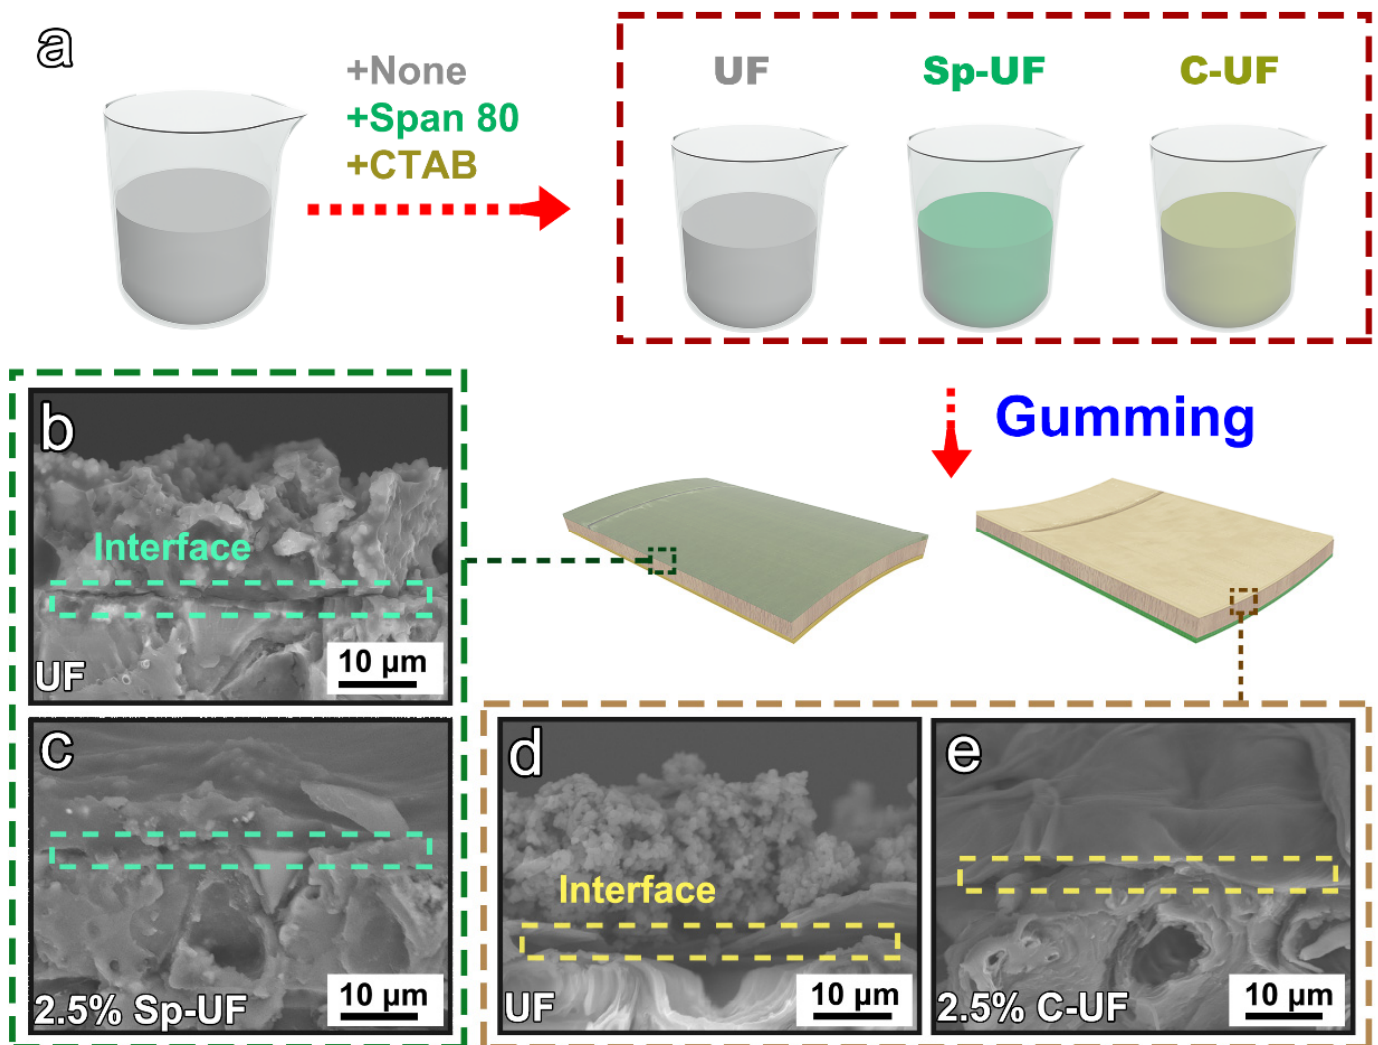 a
+None
+Span 80
+CTAB
UF
Sp-UF
C-UF
Gumming
b
Interface
UF
10 µm
c
2.5% Sp-UF
10 µm
d
Interface
UF
10 µm
e
2.5% C-UF
10 µm